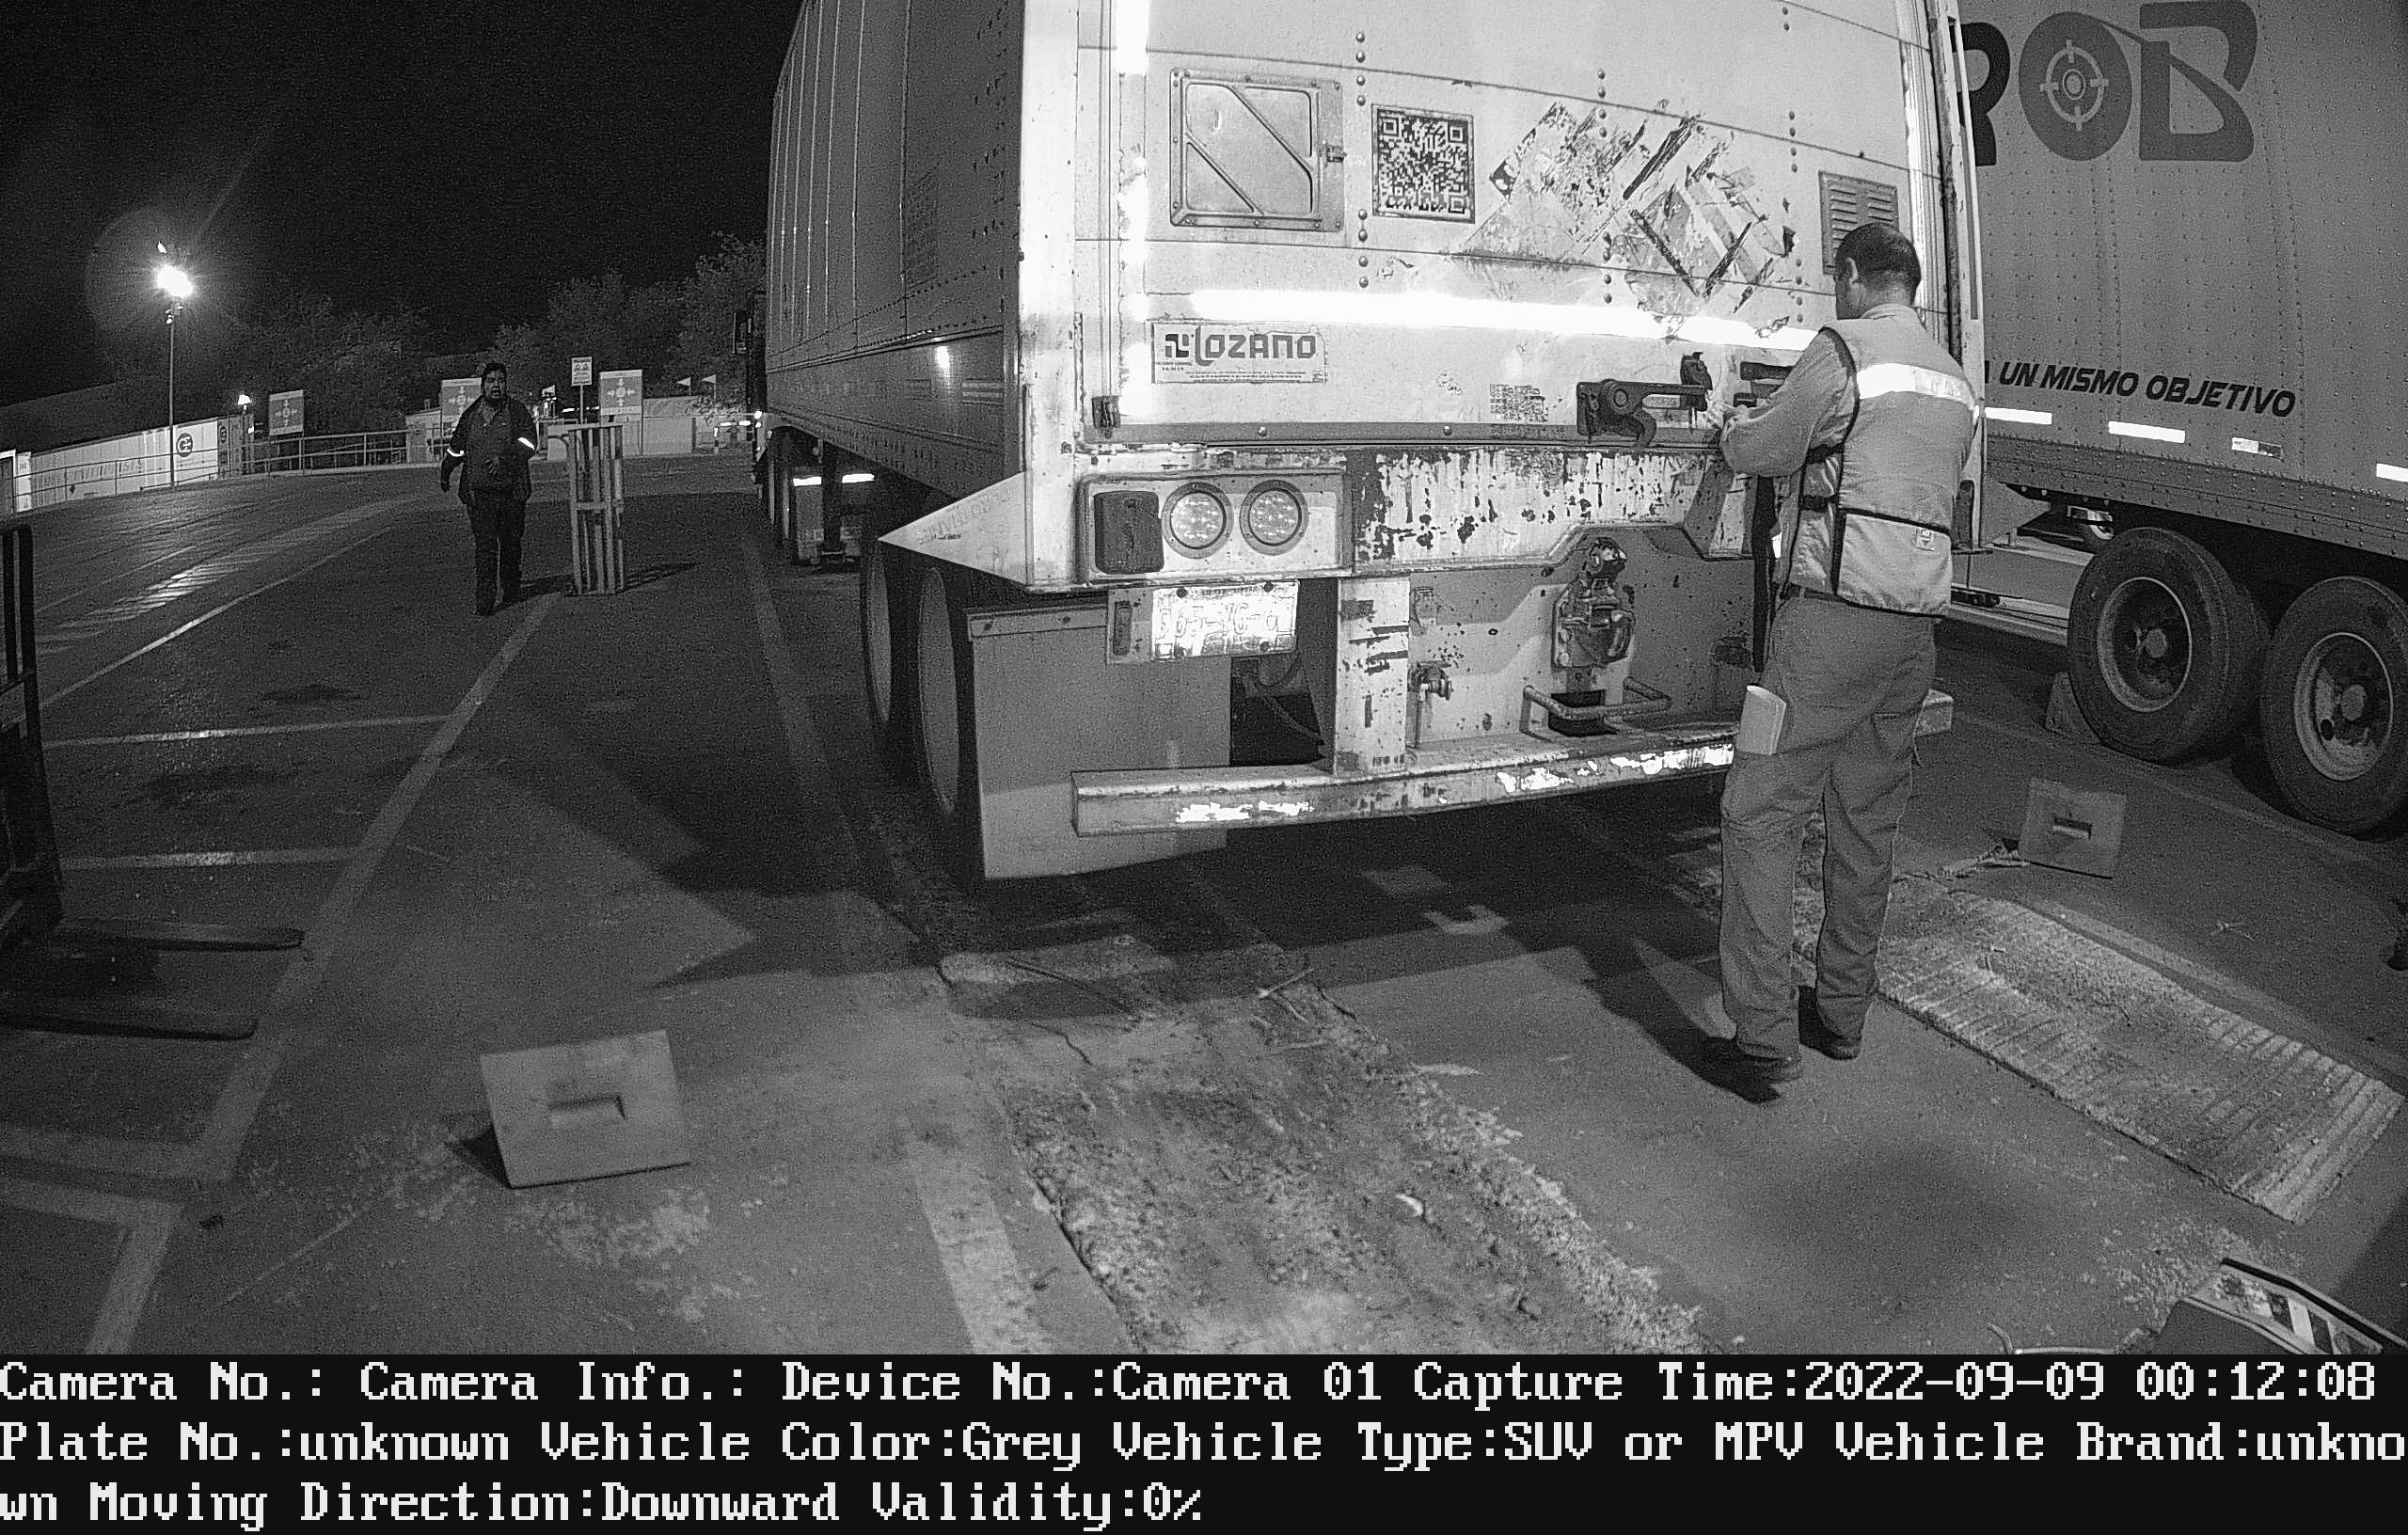 ROB
LOZANO
UN MISMO OBJETIVO
Camera No.: Camera Info.: Device No.:Camera 01 Capture Time:2022-09-09 00:12:08
Plate No.:unknown Vehicle Color:Grey Vehicle Type:SUV or MPV Vehicle Brand:unkno
wn Moving Direction:Downward Validity:0%